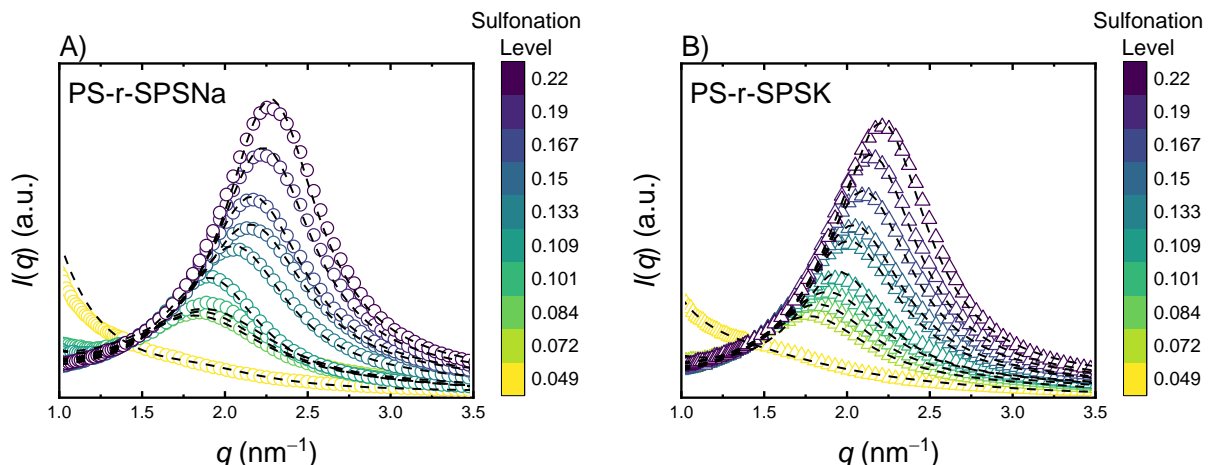 Sulfonation
Level
A)
PS-r-SPSNa
I(q) (a.u.)
0.22
0.19
0.167
0.15
0.133
0.109
0.101
0.084
0.072
0.049
1.0 1.5 2.0 2.5 3.0 3.5
q (nm⁻¹)
Sulfonation
Level
B)
PS-r-SPSK
I(q) (a.u.)
0.22
0.19
0.167
0.15
0.133
0.109
0.101
0.084
0.072
0.049
1.0 1.5 2.0 2.5 3.0 3.5
q (nm⁻¹)